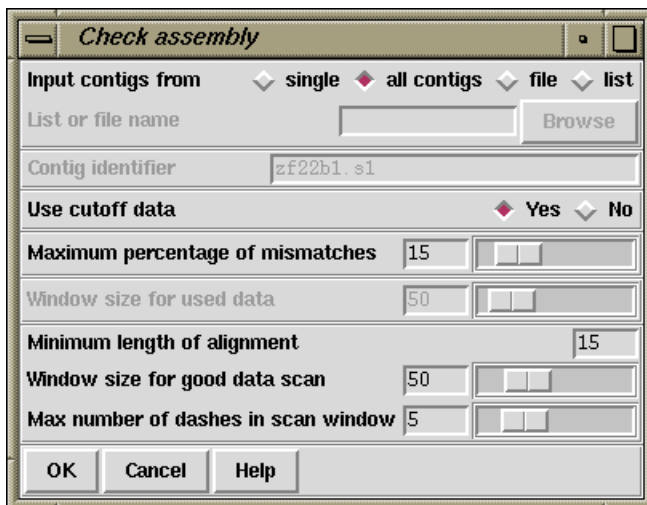 Check assembly
Input contigs from single all contigs file list
List or file name Browse
Contig identifier zf22b1.s1
Use cutoff data Yes No
Maximum percentage of mismatches 15
Window size for used data 50
Minimum length of alignment 15
Window size for good data scan 50
Max number of dashes in scan window 5
OK Cancel Help